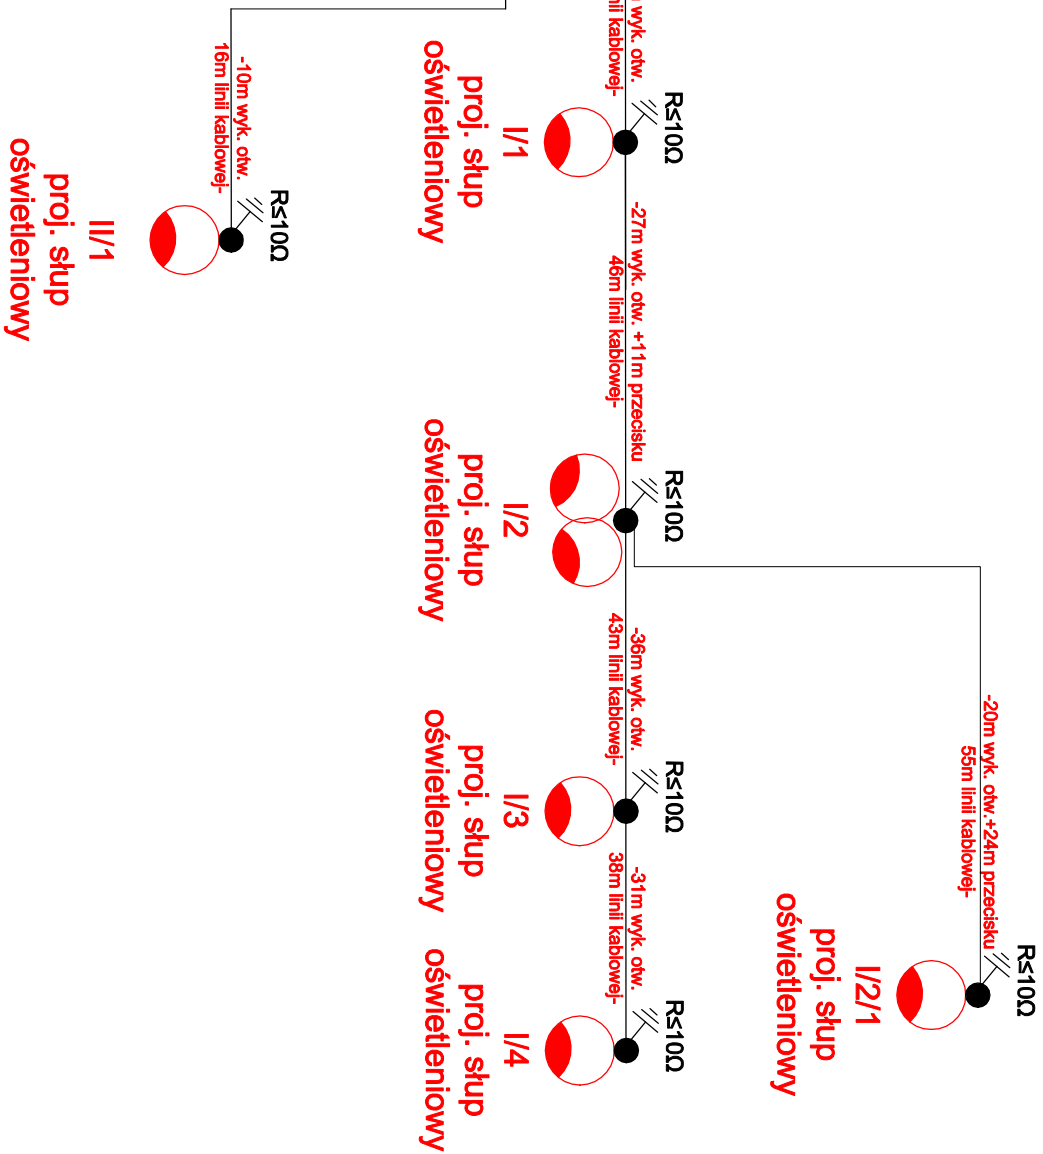 wyk. otw.
kablowej-
R≤10Ω
I/1
proj. słup
oświetleniowy
-27m wyk. otw. +11m przecisku
46m linii kablowej-
R≤10Ω
I/2
proj. słup
oświetleniowy
-36m wyk. otw.
43m linii kablowej-
R≤10Ω
I/3
proj. słup
oświetleniowy
-31m wyk. otw.
38m linii kablowej-
R≤10Ω
I/4
proj. słup
oświetleniowy
-20m wyk. otw.+24m przecisku
55m linii kablowej-
R≤10Ω
I/2/1
proj. słup
oświetleniowy
-10m wyk. otw.
16m linii kablowej-
R≤10Ω
II/1
proj. słup
oświetleniowy